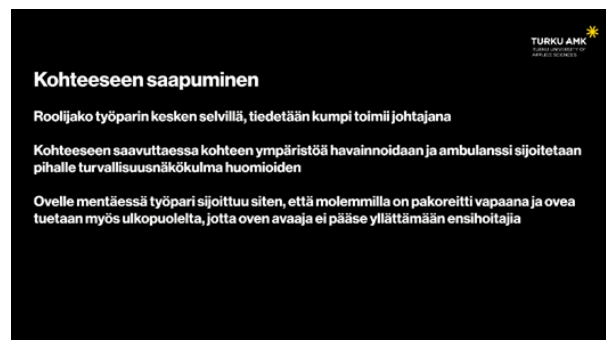 TURKU AMK
TURKU UNIVERSITY OF
APPLIED SCIENCES
Kohteeseen saapuminen
Roolijako työparin kesken selvillä, tiedetään kumpi toimii johtajana
Kohteeseen saavuttaessa kohteen ympäristöä havainnoidaan ja ambulanssi sijoitetaan
pihalle turvallisuusnäkökulma huomioiden
Ovelle mentäessä työpari sijoittuu siten, että molemmilla on pakoreitti vapaana ja ovea
tuetaan myös ulkopuolelta, jotta oven avaaja ei pääse yllättämään ensihoitajia